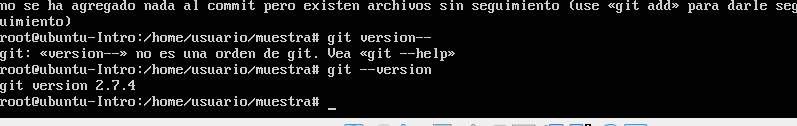 no se ha agregado nada al commit pero existen archivos sin seguimiento (use «git add» para darle seg
uimiento)
root@ubuntu-Intro:/home/usuario/muestra# git version--
git: «version--» no es una orden de git. Vea «git --help»
root@ubuntu-Intro:/home/usuario/muestra# git --version
git version 2.7.4
root@ubuntu-Intro:/home/usuario/muestra# _